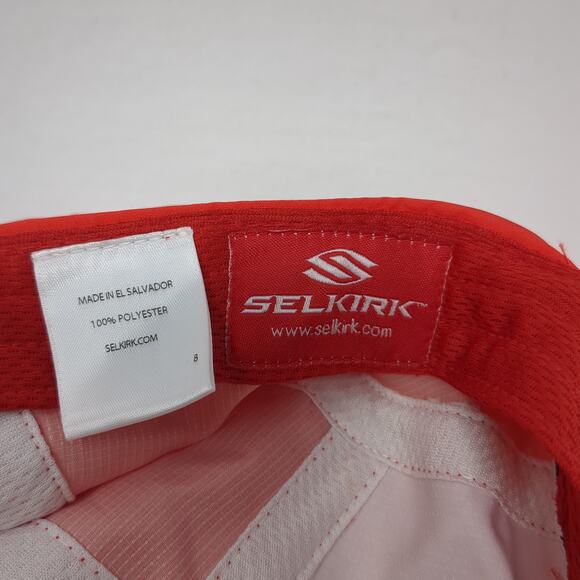 MADE IN EL SALVADOR
100% POLYESTER
SELKIRK.COM
8
SELKIRK™
www.selkirk.com